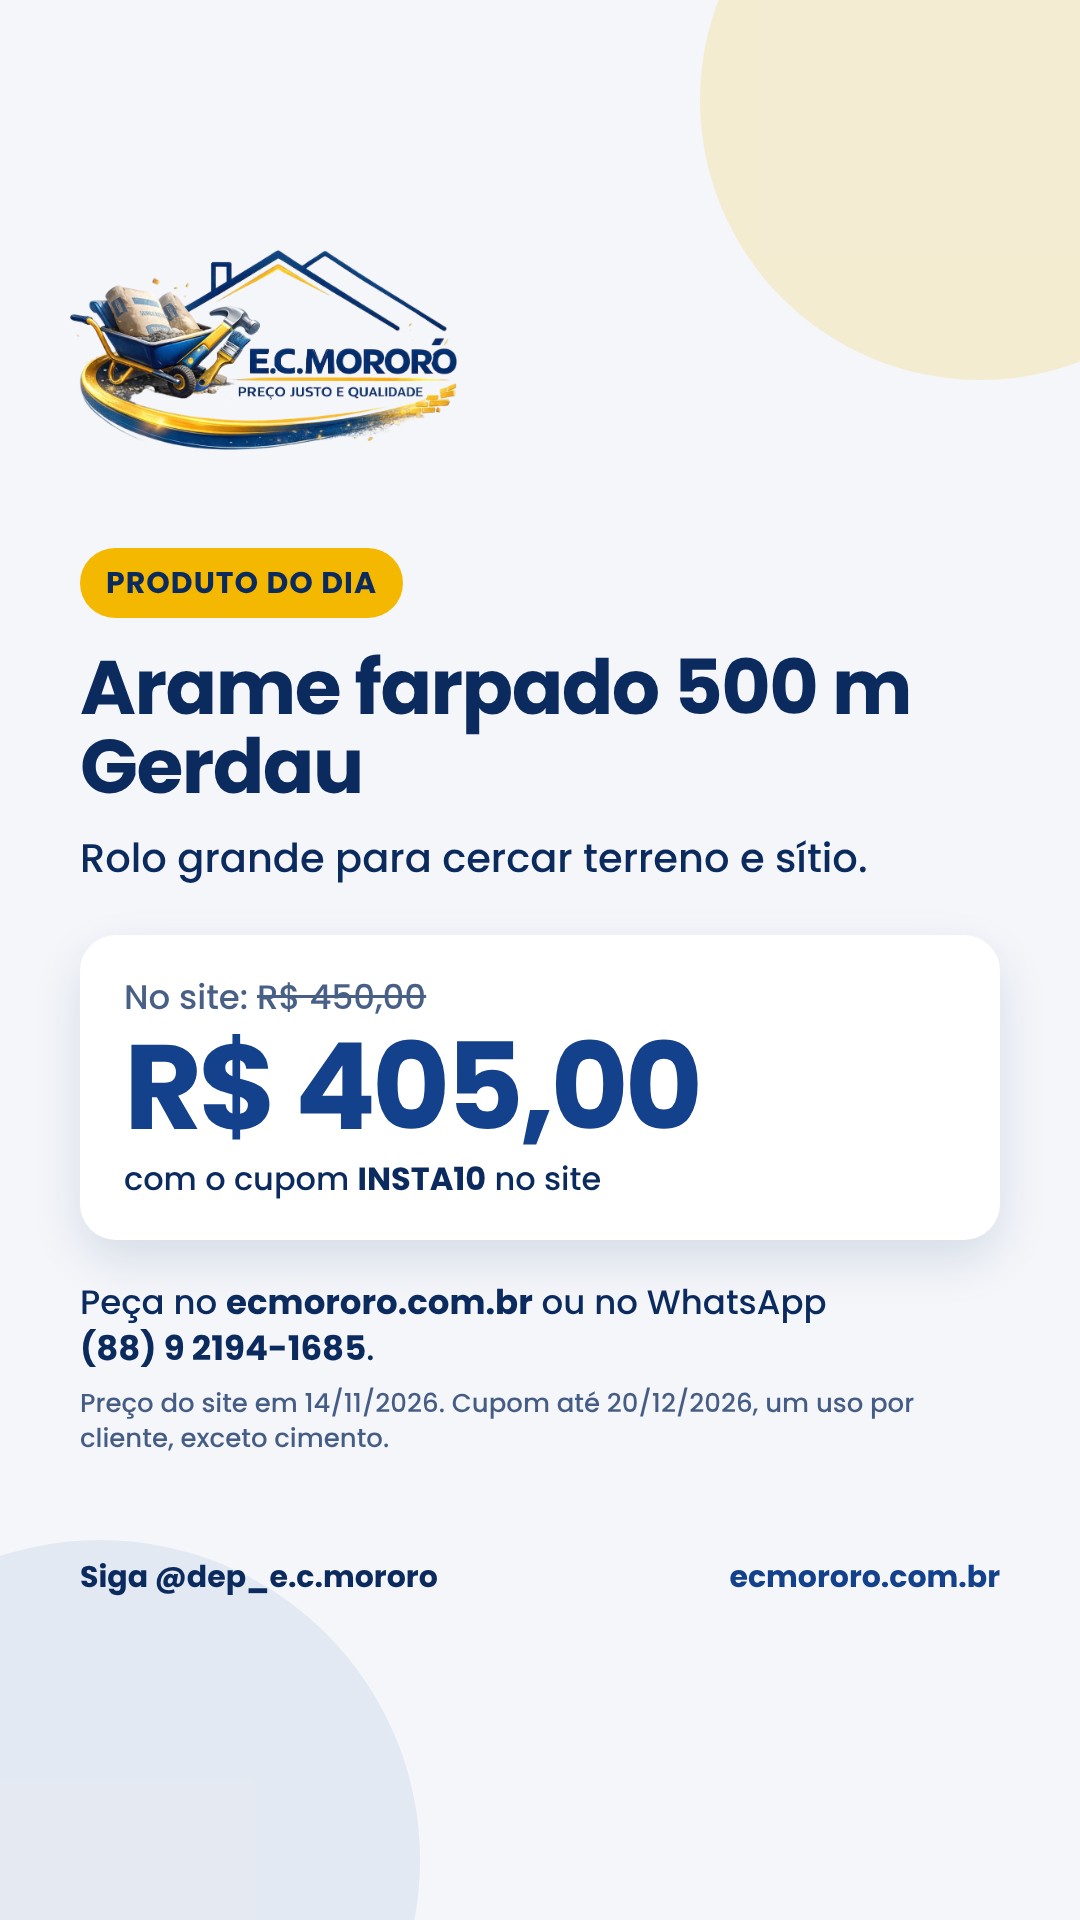 E.C.MORORÓ
PREÇO JUSTO E QUALIDADE
PRODUTO DO DIA
Arame farpado 500 m
Gerdau
Rolo grande para cercar terreno e sítio.
No site: R$ 450,00
R$ 405,00
com o cupom INSTA10 no site
Peça no ecmororo.com.br ou no WhatsApp
(88) 9 2194-1685.
Preço do site em 14/11/2026. Cupom até 20/12/2026, um uso por
cliente, exceto cimento.
Siga @dep_e.c.mororo
ecmororo.com.br